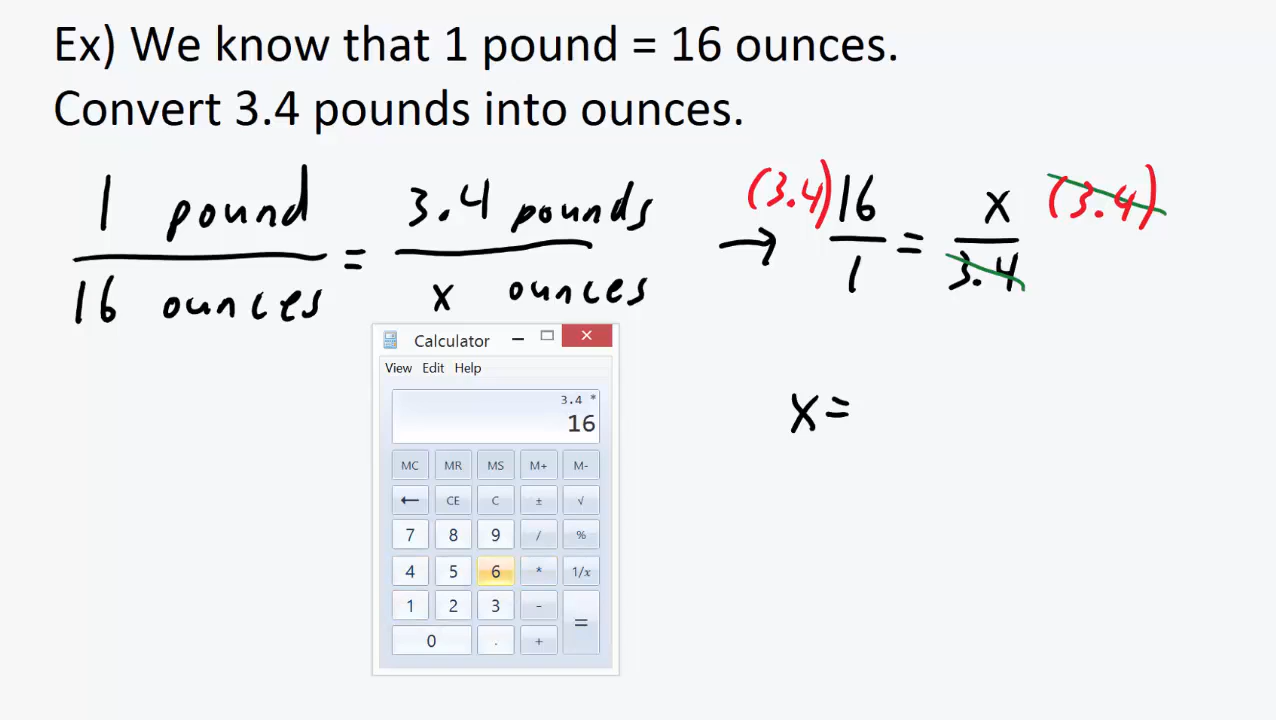 Ex) We know that 1 pound = 16 ounces.
Convert 3.4 pounds into ounces.
1 pound / 16 ounces = 3.4 pounds / x ounces → (3.4) 16 / 1 = x / 3.4 (3.4)
x =
Calculator
View Edit Help
3.4 *
16
MC MR MS M+ M-
← CE C ± √
7 8 9 / %
4 5 6 * 1/x
1 2 3 - =
0 . +